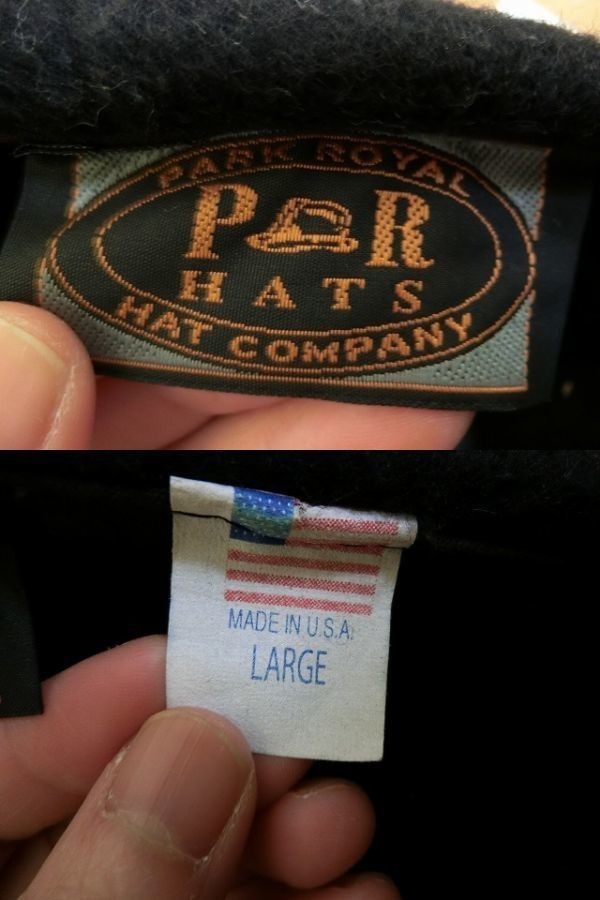 PARK ROYAL
P R
HATS
HAT COMPANY
MADE IN U.S.A.
LARGE